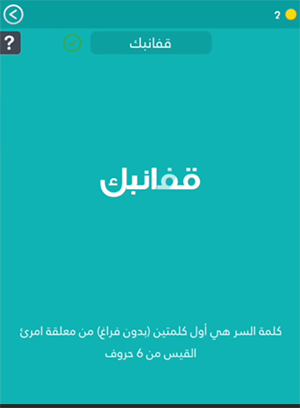 2
?
قفانبك
قفانبك
كلمة السر هي أول كلمتين (بدون فراغ) من معلقة امرئ
القيس من 6 حروف